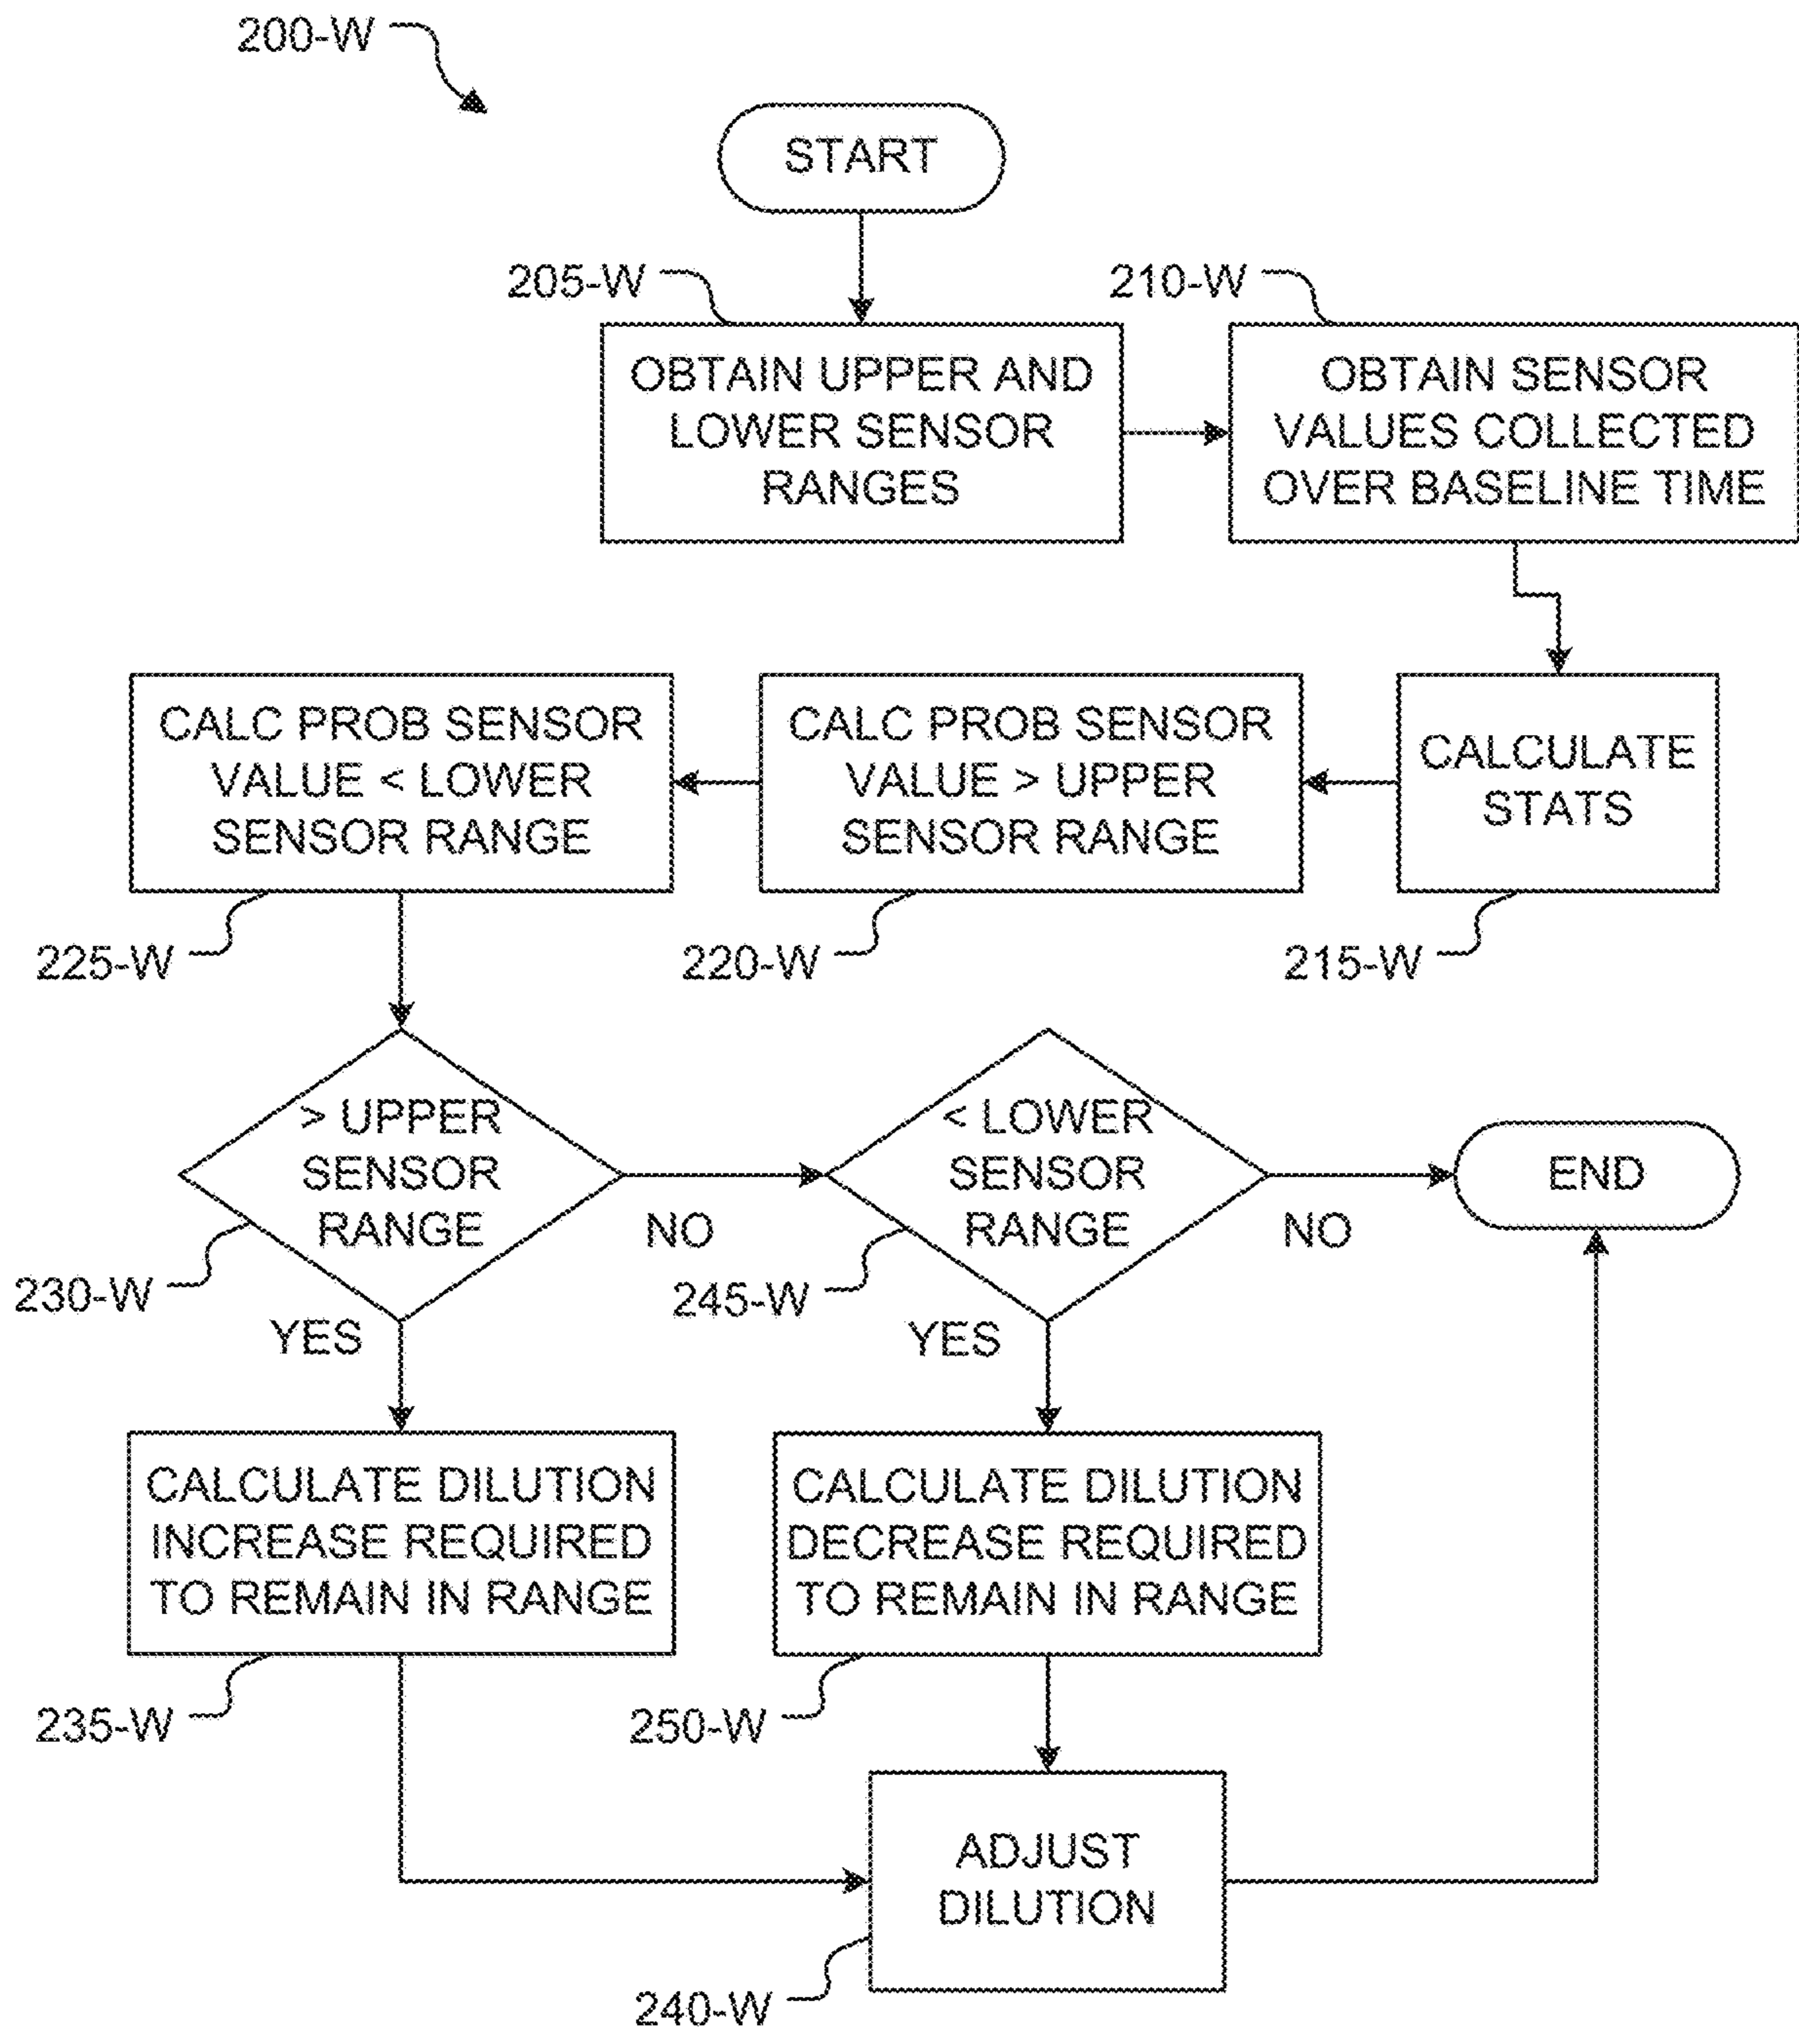 200-W
START
205-W
210-W
OBTAIN UPPER AND
LOWER SENSOR
RANGES
OBTAIN SENSOR
VALUES COLLECTED
OVER BASELINE TIME
CALC PROB SENSOR
VALUE < LOWER
SENSOR RANGE
CALC PROB SENSOR
VALUE > UPPER
SENSOR RANGE
CALCULATE
STATS
225-W
220-W
215-W
> UPPER
SENSOR
RANGE
NO
< LOWER
SENSOR
RANGE
NO
END
230-W
YES
245-W
YES
CALCULATE DILUTION
INCREASE REQUIRED
TO REMAIN IN RANGE
CALCULATE DILUTION
DECREASE REQUIRED
TO REMAIN IN RANGE
235-W
250-W
ADJUST
DILUTION
240-W